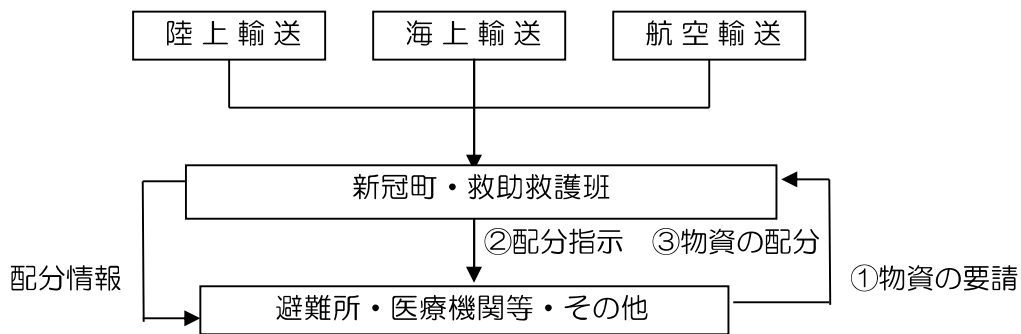 陸上輸送
海上輸送
航空輸送
新冠町・救助救護班
②配分指示
③物資の配分
配分情報
①物資の要請
避難所・医療機関等・その他